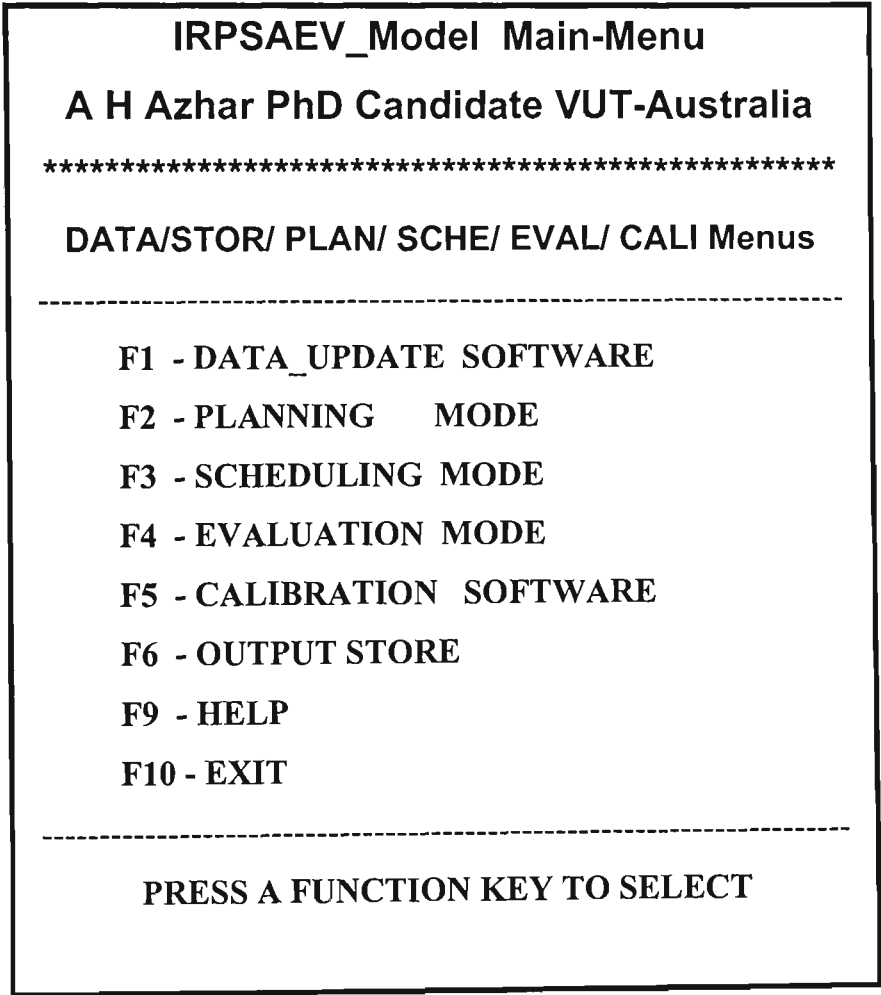 IRPSAEV_Model Main-Menu
A H Azhar PhD Candidate VUT-Australia
***************************************************
DATA/STOR/ PLAN/ SCHE/ EVAL/ CALI Menus
--------------------------------------------------------------
F1 - DATA_UPDATE SOFTWARE
F2 - PLANNING MODE
F3 - SCHEDULING MODE
F4 - EVALUATION MODE
F5 - CALIBRATION SOFTWARE
F6 - OUTPUT STORE
F9 - HELP
F10 - EXIT
--------------------------------------------------------------
PRESS A FUNCTION KEY TO SELECT